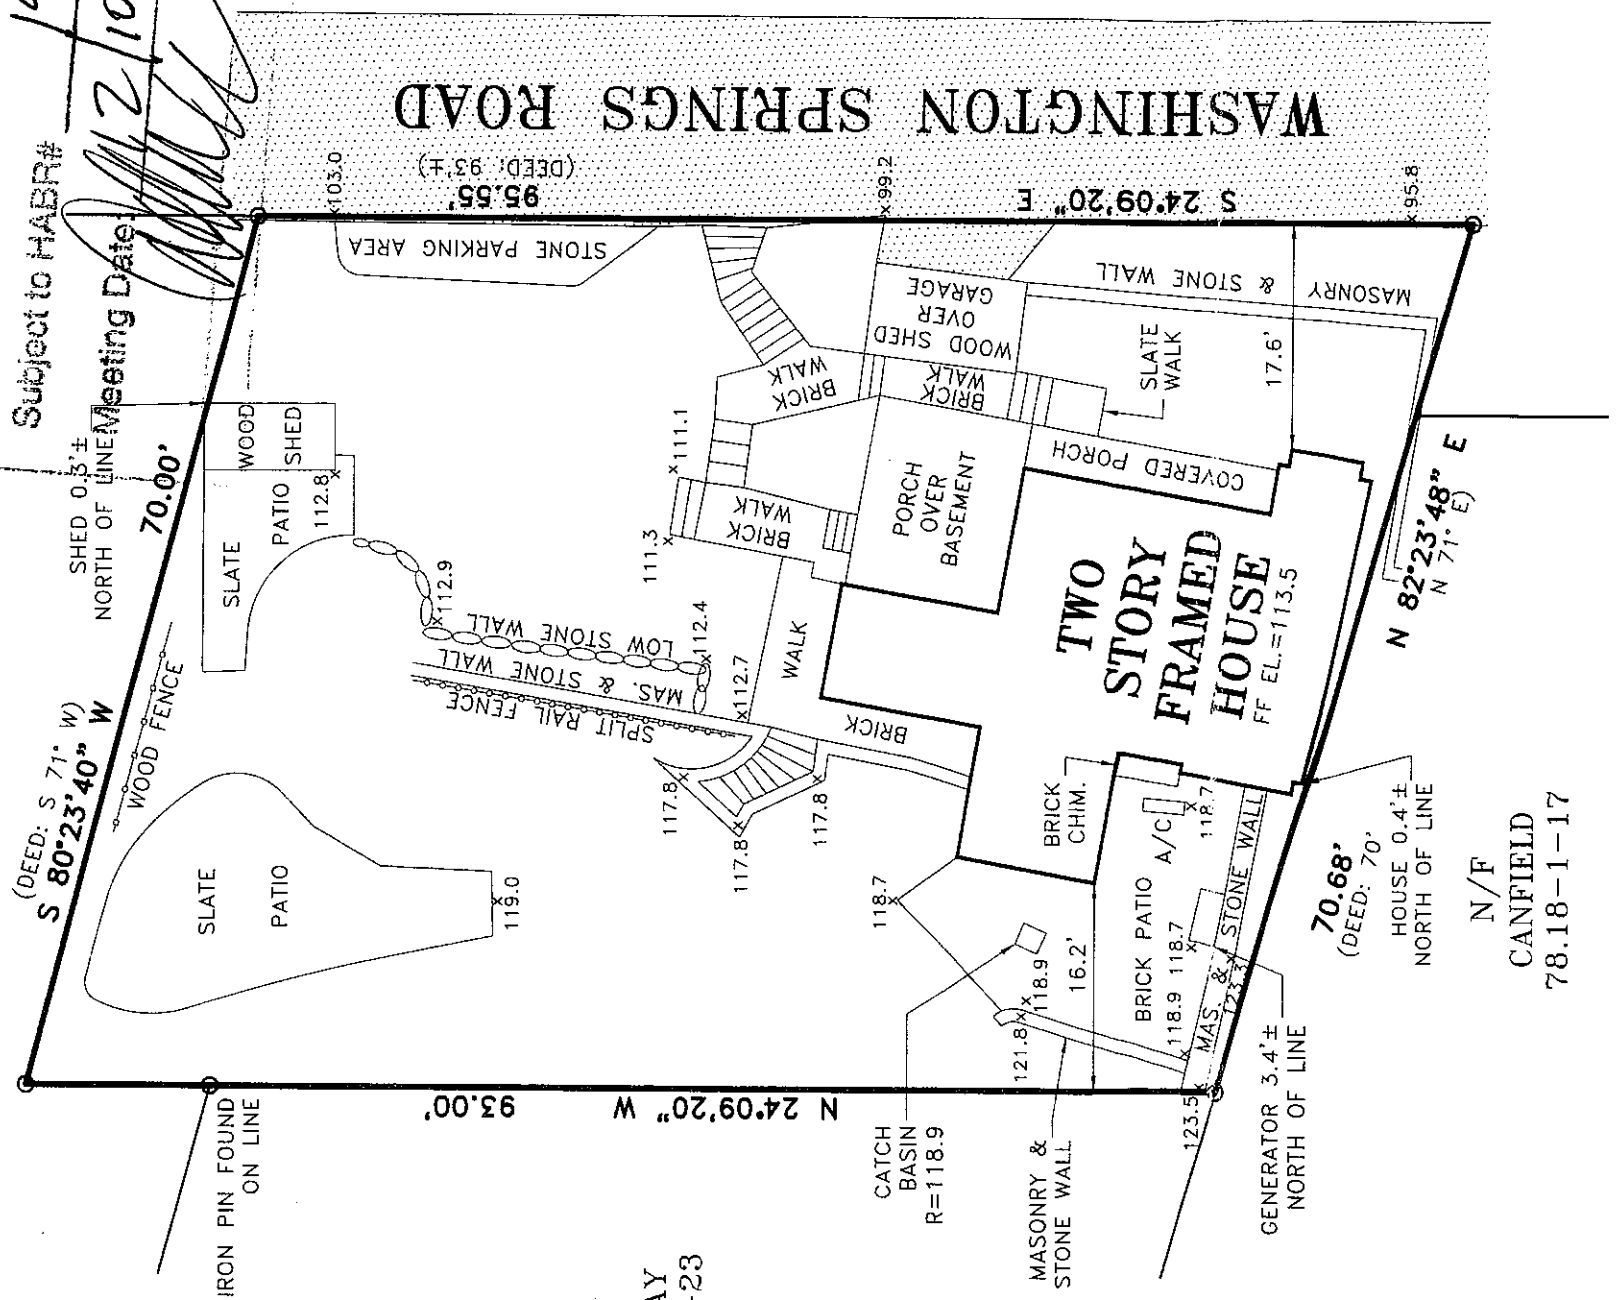 Subject to HABR#
Meeting Date:
12/10
WASHINGTON SPRINGS ROAD
(DEED: 93'±)
95.55'
S 24°09'20" E
103.0
99.2
95.8
STONE PARKING AREA
SHED 0.3'±
NORTH OF LINE
70.00'
(DEED: S 71° W)
S 80°23'40" W
WOOD
SHED
SLATE
PATIO
112.8
WOOD FENCE
SLATE
PATIO
119.0
112.9
LOW STONE WALL
MAS. & STONE WALL
SPLIT RAIL FENCE
112.4
112.7
111.3
111.1
BRICK
WALK
BRICK
WALK
BRICK
WALK
GARAGE
OVER
WOOD SHED
MASONRY & STONE WALL
SLATE
WALK
17.6'
PORCH
OVER
BASEMENT
COVERED PORCH
BRICK WALK
117.8
117.8
117.8
TWO
STORY
FRAMED
HOUSE
FF EL.=113.5
N 82°23'48" E
N 71° E)
BRICK
CHIM.
A/C
118.7
BRICK PATIO
118.7
118.9
118.7
118.9
121.8
16.2'
MAS. & STONE WALL
123.3
123.5
70.68'
(DEED: 70'
HOUSE 0.4'±
NORTH OF LINE
N/F
CANFIELD
78.18-1-17
GENERATOR 3.4'±
NORTH OF LINE
MASONRY &
STONE WALL
CATCH
BASIN
R=118.9
N 24°09'20" W
93.00'
IRON PIN FOUND
ON LINE
AY
-23